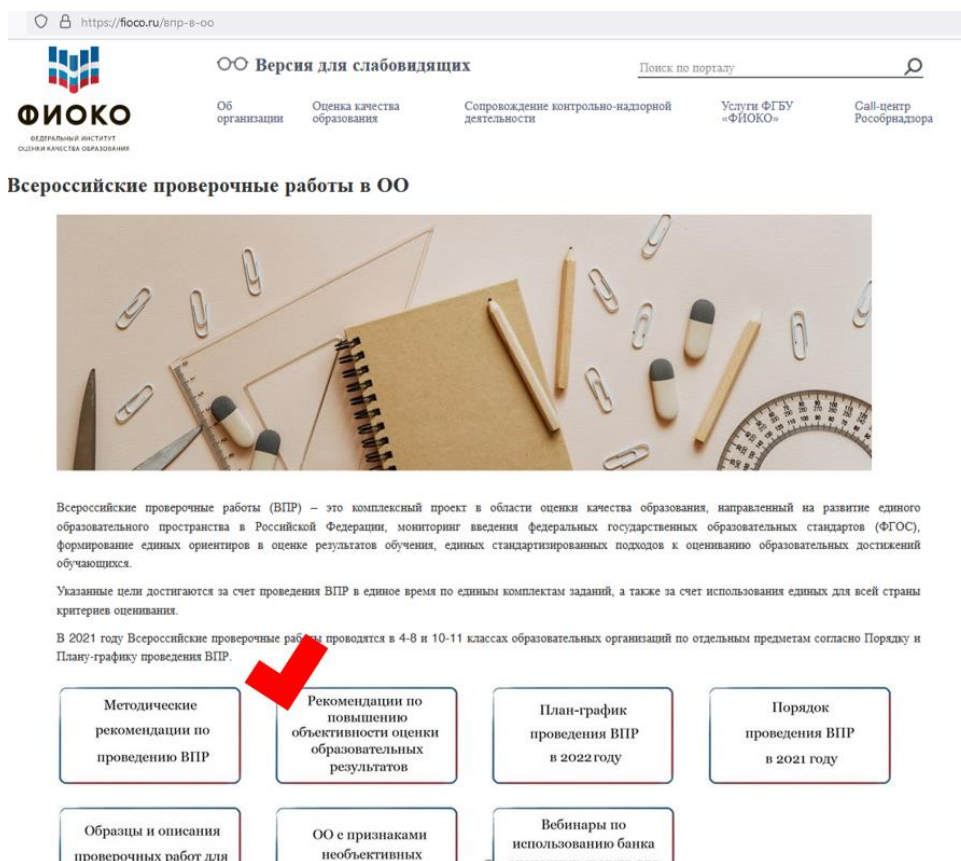 https://fioco.ru/впр-в-оо
Версия для слабовидящих
Поиск по порталу
ФИОКО
ФЕДЕРАЛЬНЫЙ ИНСТИТУТ
ОЦЕНКИ КАЧЕСТВА ОБРАЗОВАНИЯ
Об
организации
Оценка качества
образования
Сопровождение контрольно-надзорной
деятельности
Услуги ФГБУ
«ФИОКО»
Call-центр
Рособрнадзора
Всероссийские проверочные работы в ОО
Всероссийские проверочные работы (ВПР) – это комплексный проект в области оценки качества образования, направленный на развитие единого
образовательного пространства в Российской Федерации, мониторинг введения федеральных государственных образовательных стандартов (ФГОС),
формирование единых ориентиров в оценке результатов обучения, единых стандартизированных подходов к оцениванию образовательных достижений
обучающихся.
Указанные цели достигаются за счет проведения ВПР в единое время по единым комплектам заданий, а также за счет использования единых для всей страны
критериев оценивания.
В 2021 году Всероссийские проверочные работы проводятся в 4-8 и 10-11 классах образовательных организаций по отдельным предметам согласно Порядку и
Плану-графику проведения ВПР.
Методические
рекомендации по
проведению ВПР
Рекомендации по
повышению
объективности оценки
образовательных
результатов
План-график
проведения ВПР
в 2022 году
Порядок
проведения ВПР
в 2021 году
Образцы и описания
проверочных работ для
ОО с признаками
необъективных
Вебинары по
использованию банка